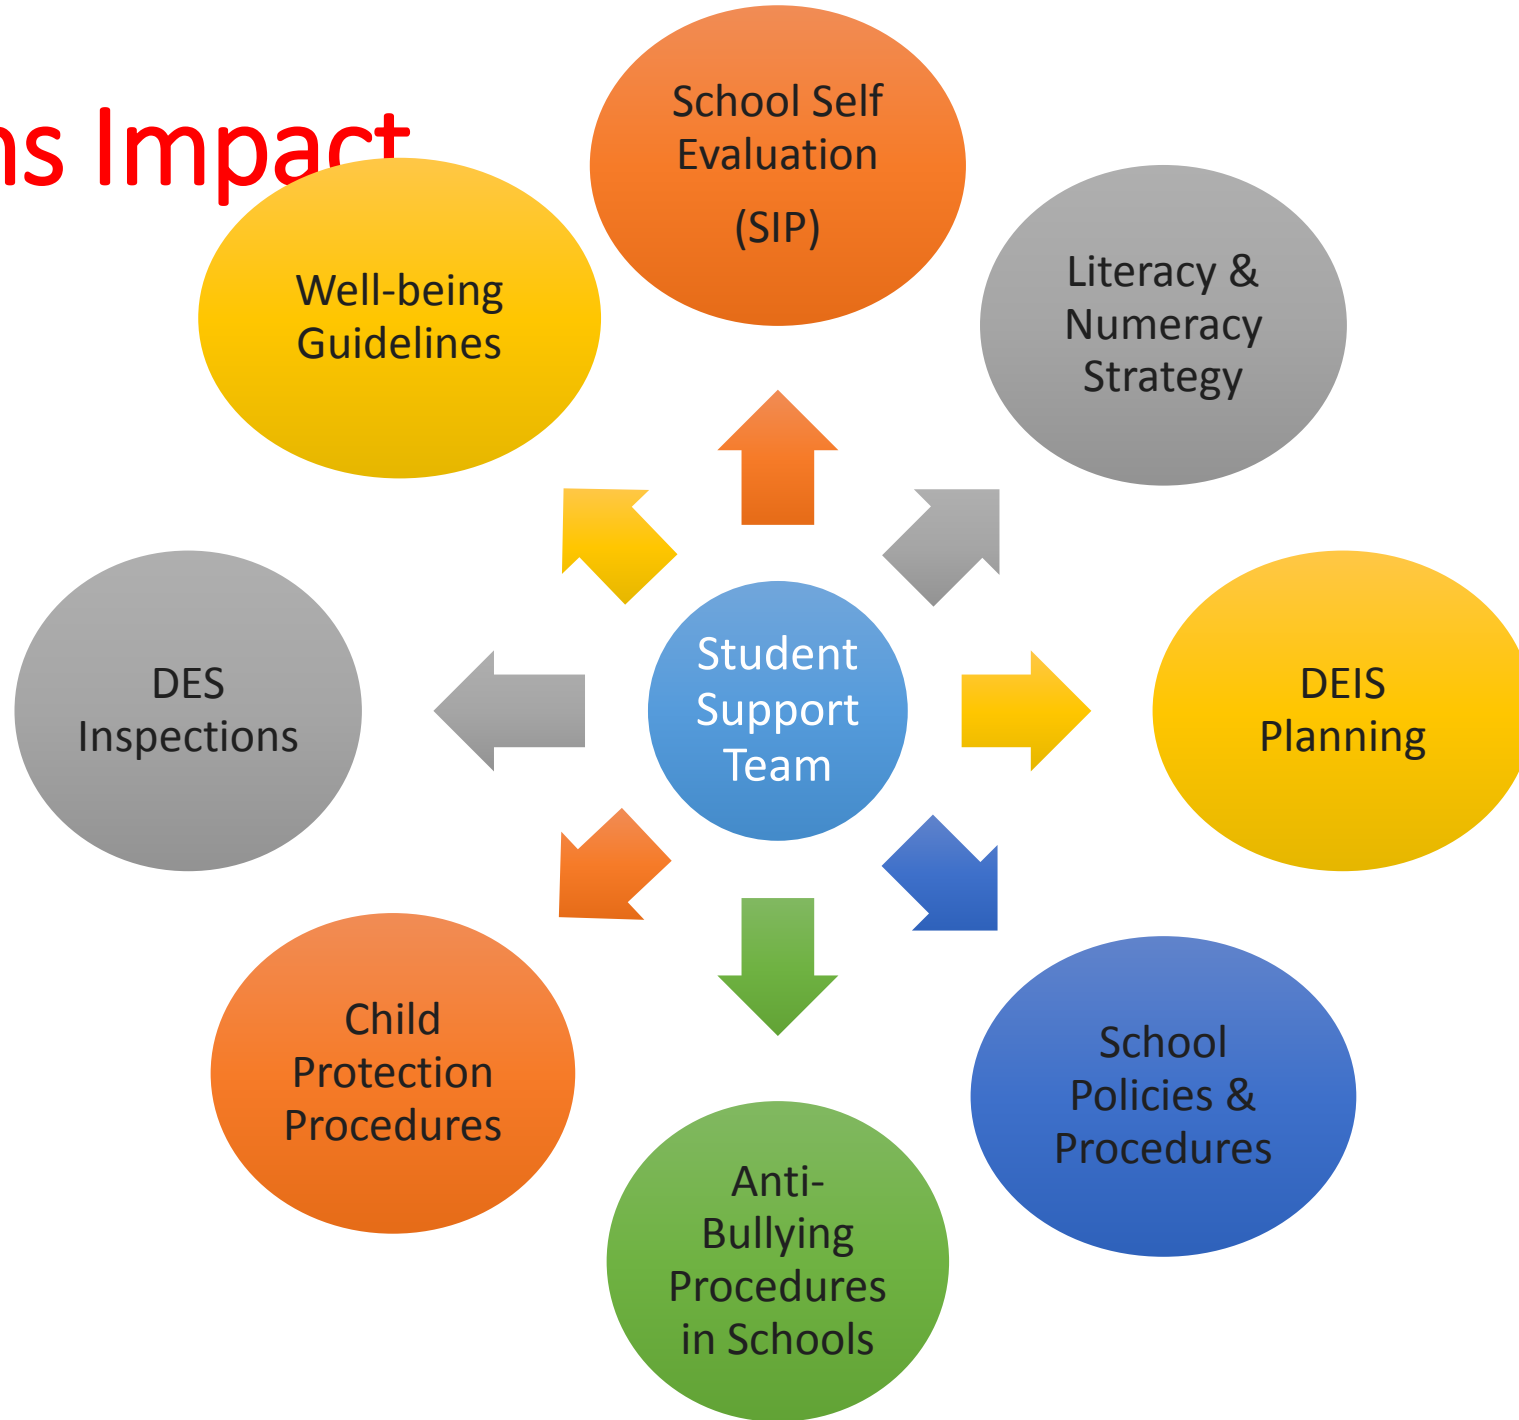 ns Impact
School Self
Evaluation
(SIP)
Literacy &
Numeracy
Strategy
DEIS
Planning
School
Policies &
Procedures
Anti-
Bullying
Procedures
in Schools
Child
Protection
Procedures
DES
Inspections
Well-being
Guidelines
Student
Support
Team